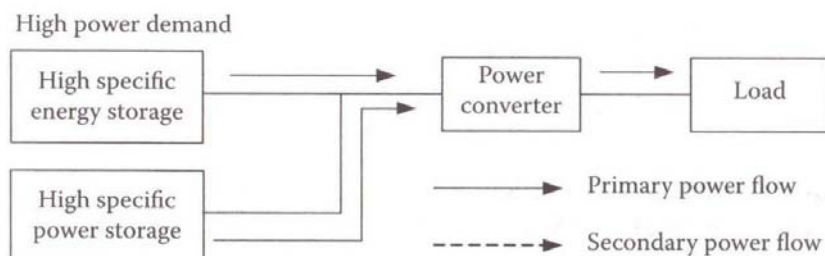 High power demand
High specific
energy storage
Power
converter
Load
High specific
power storage
Primary power flow
Secondary power flow